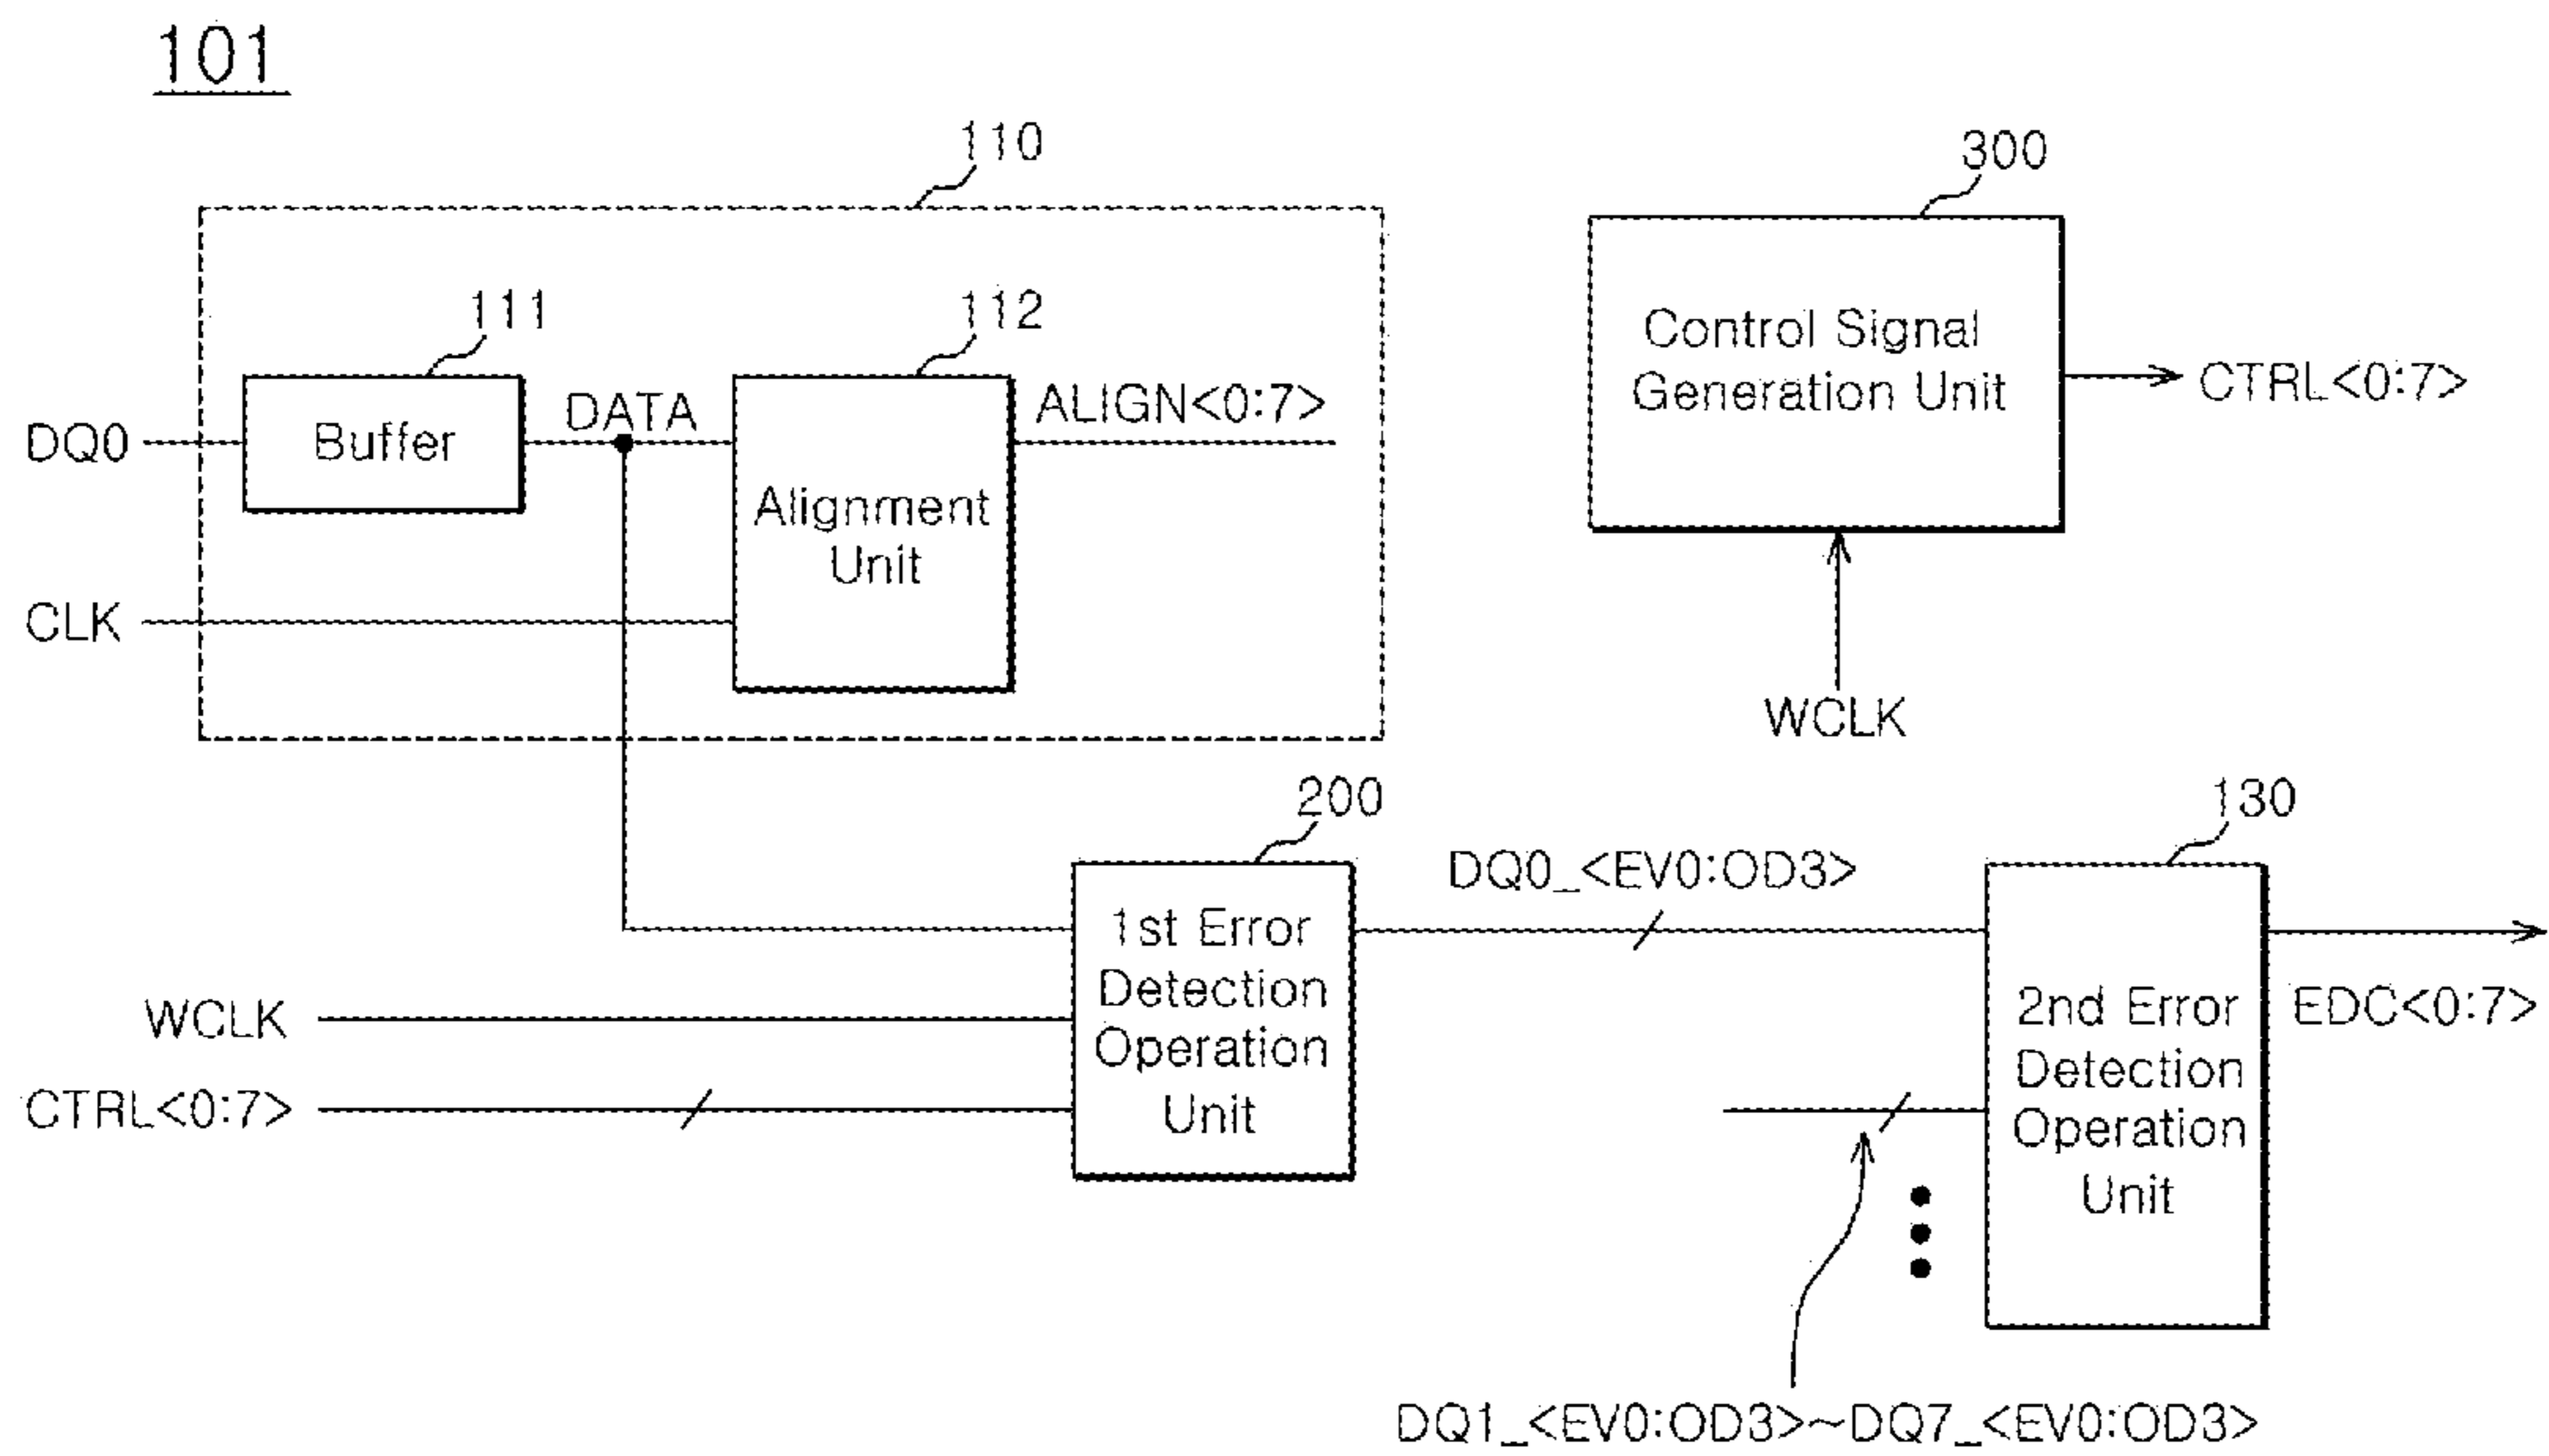 101
110
300
111
112
Control Signal
Generation Unit
CTRL<0:7>
DQ0
Buffer
DATA
ALIGN<0:7>
Alignment
Unit
CLK
WCLK
200
130
DQ0_<EV0:OD3>
1st Error
Detection
Operation
Unit
WCLK
CTRL<0:7>
2nd Error
Detection
Operation
Unit
EDC<0:7>
DQ1_<EV0:OD3>~DQ7_<EV0:OD3>